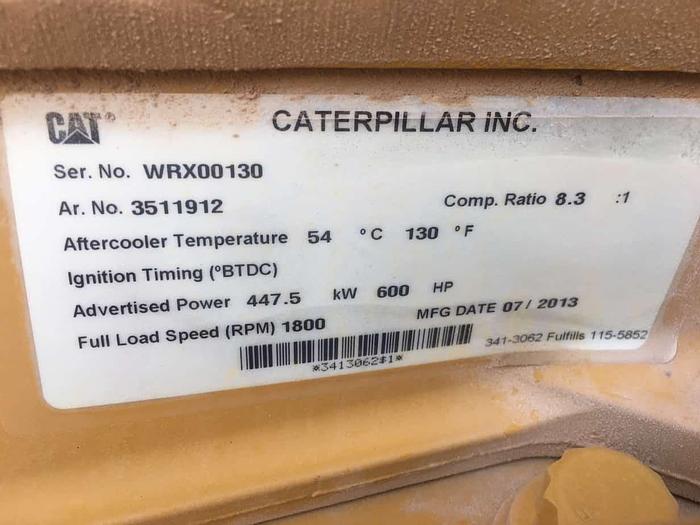 CAT® CATERPILLAR INC.
Ser. No. WRX00130
Ar. No. 3511912 Comp. Ratio 8.3 :1
Aftercooler Temperature 54 °C 130 °F
Ignition Timing (°BTDC)
Advertised Power 447.5 kW 600 HP
Full Load Speed (RPM) 1800 MFG DATE 07/ 2013
341-3062 Fulfills 115-5852
*3413062$1*